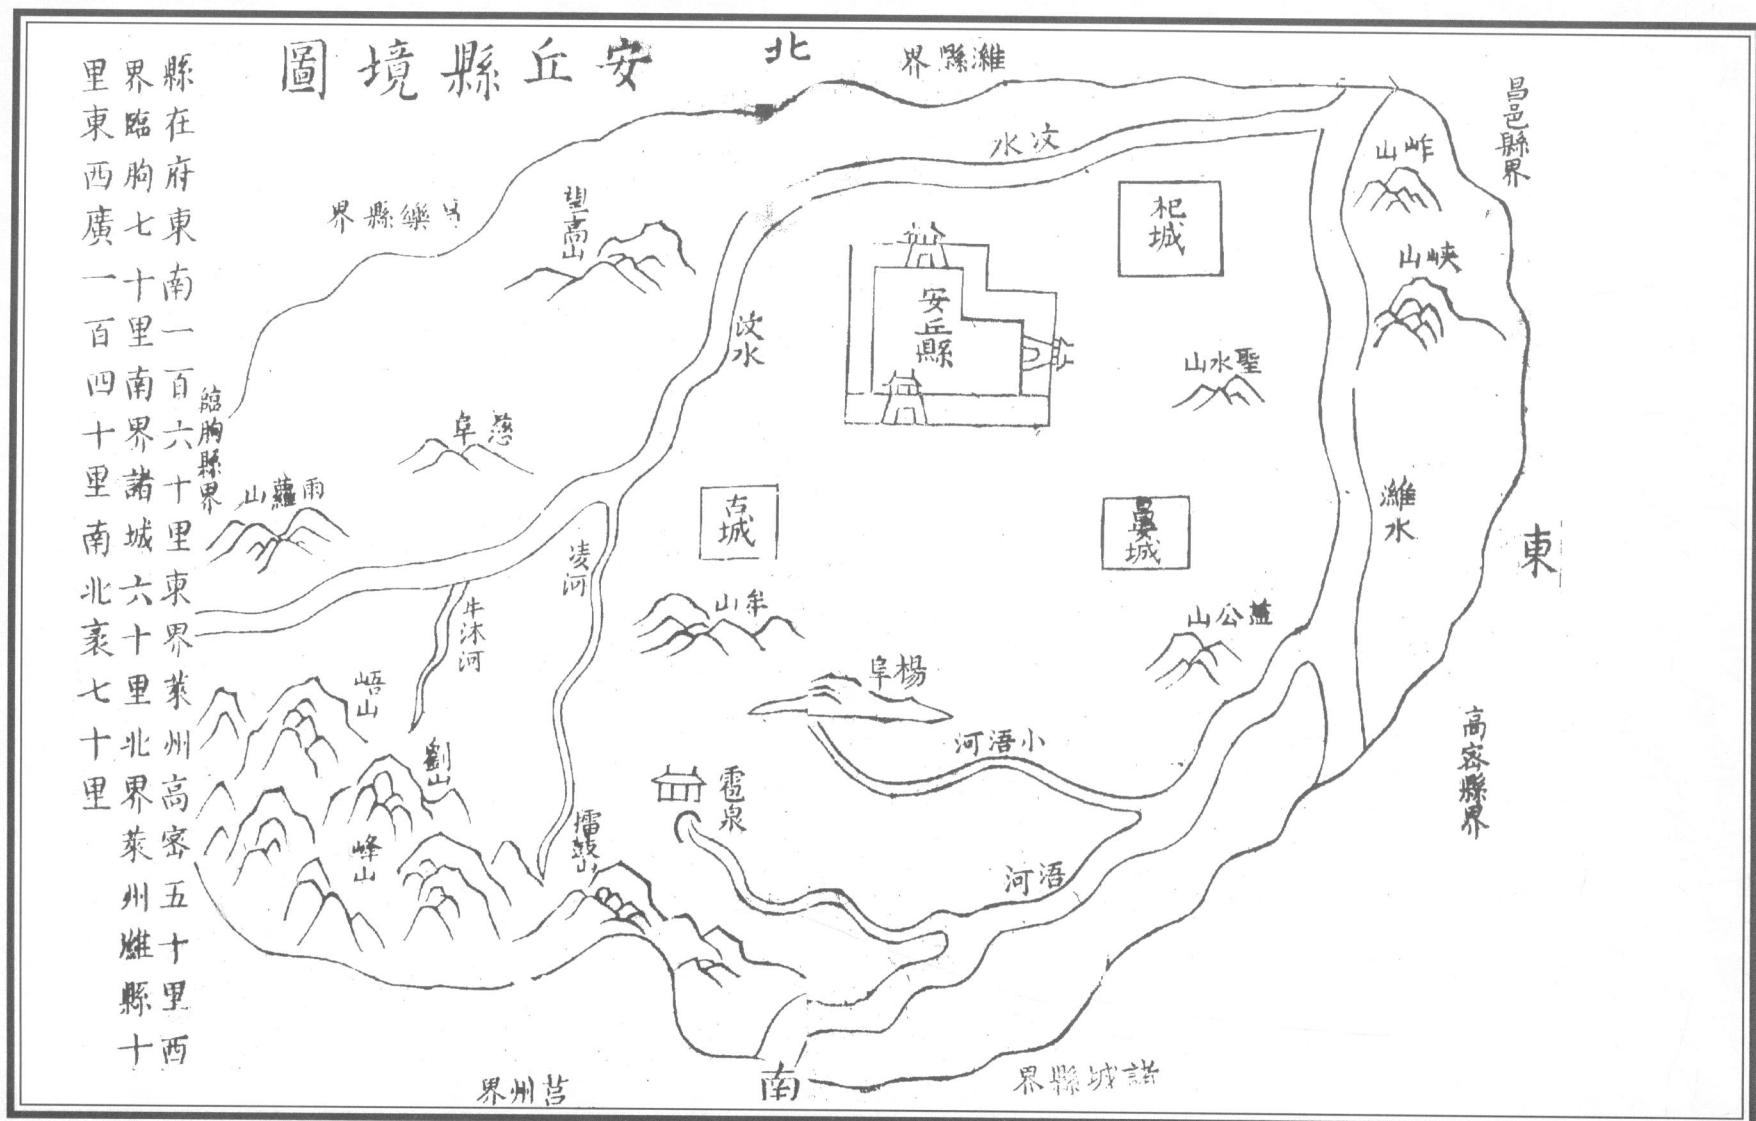 安丘縣境圖
北
濰縣界
昌邑縣界
汶水
山岞
杞城
山峽
望高山
昌樂縣界
安丘縣
汶水
聖水山
臨朐縣界
慈阜
雨蘿山
古城
濰水
東
淩河
牟山
蓋公山
牛沐河
楊阜
峿山
小浯河
高密縣界
劉山
雹泉
擂鼓山
峰山
浯河
南
諸城縣界
莒州界
縣在府東南一百六十里東界萊州高密五十里西
界臨朐七十里南界諸城六十里北界萊州濰縣十
里東西廣一百四十里南北袤七十里